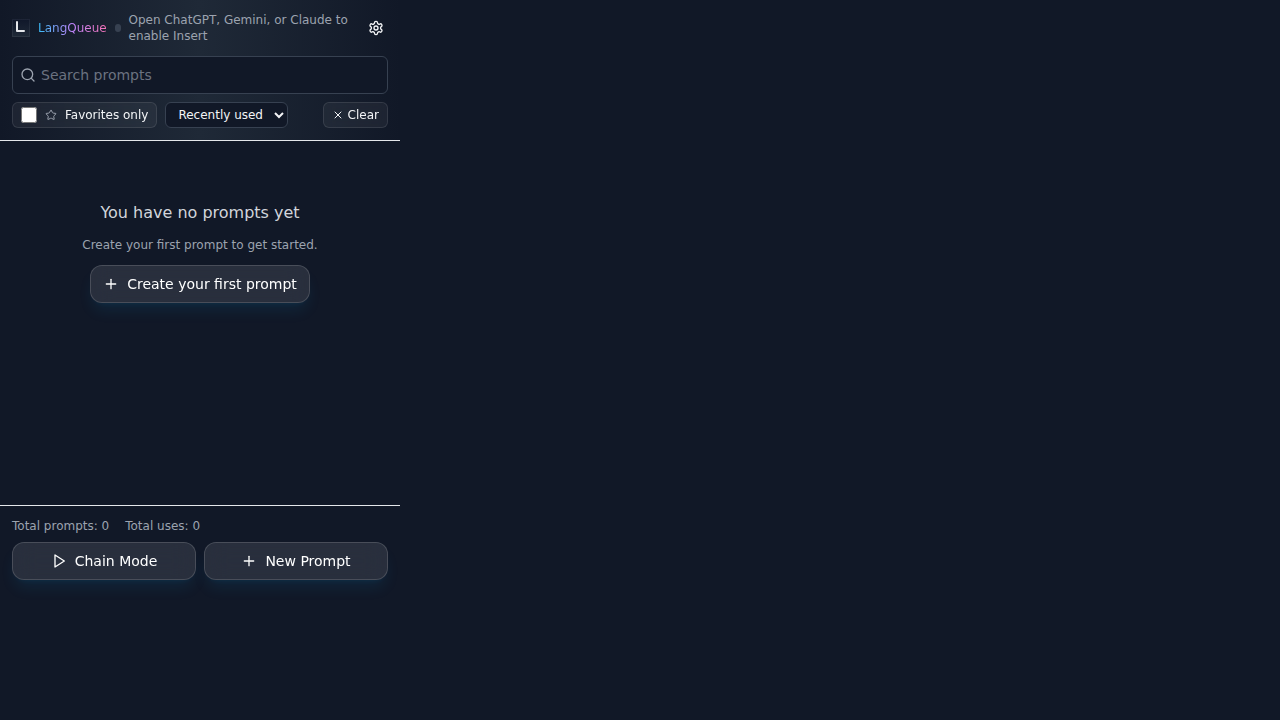 L LangQueue
Open ChatGPT, Gemini, or Claude to
enable Insert
Search prompts
Favorites only
Recently used
Clear
You have no prompts yet
Create your first prompt to get started.
Create your first prompt
Total prompts: 0 Total uses: 0
Chain Mode
New Prompt